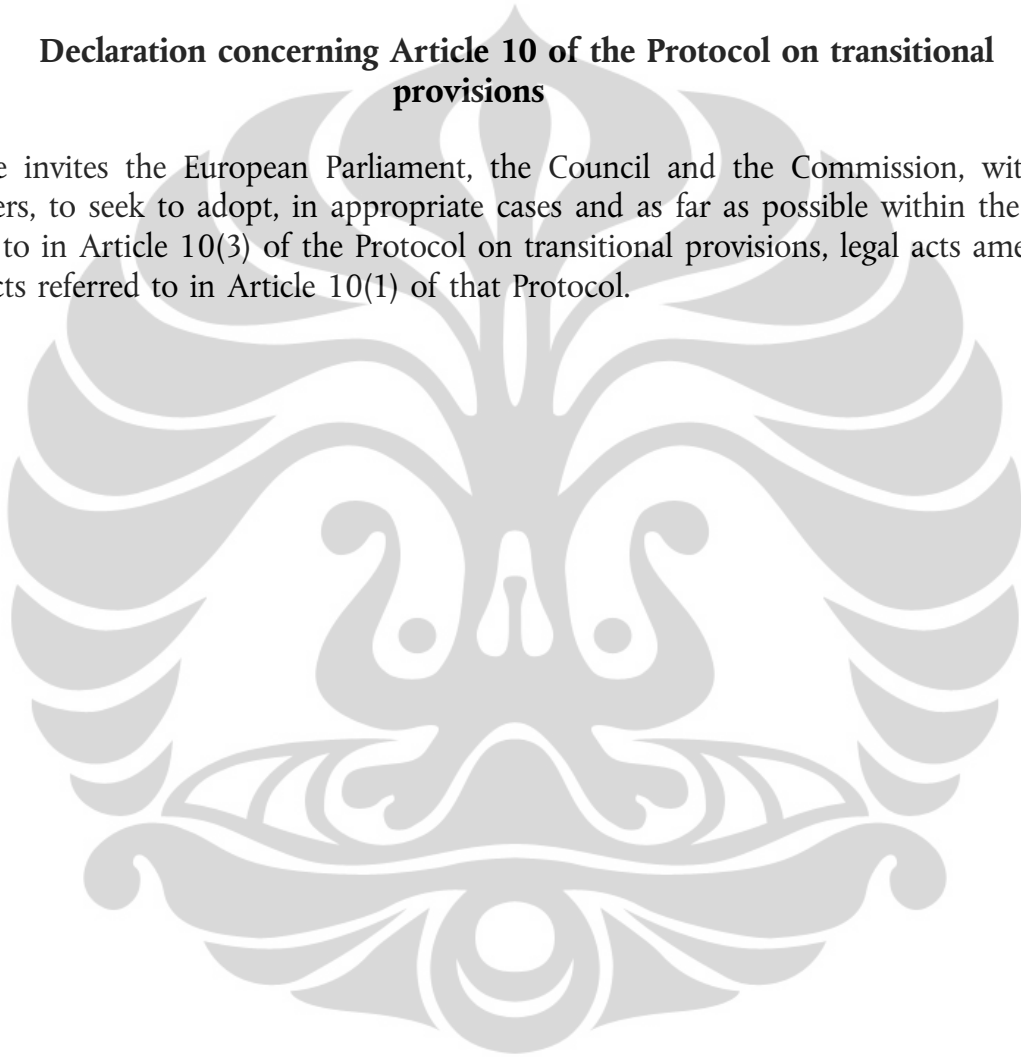 Declaration concerning Article 10 of the Protocol on transitional
provisions
e invites the European Parliament, the Council and the Commission, wit
ers, to seek to adopt, in appropriate cases and as far as possible within the
to in Article 10(3) of the Protocol on transitional provisions, legal acts ame
cts referred to in Article 10(1) of that Protocol.